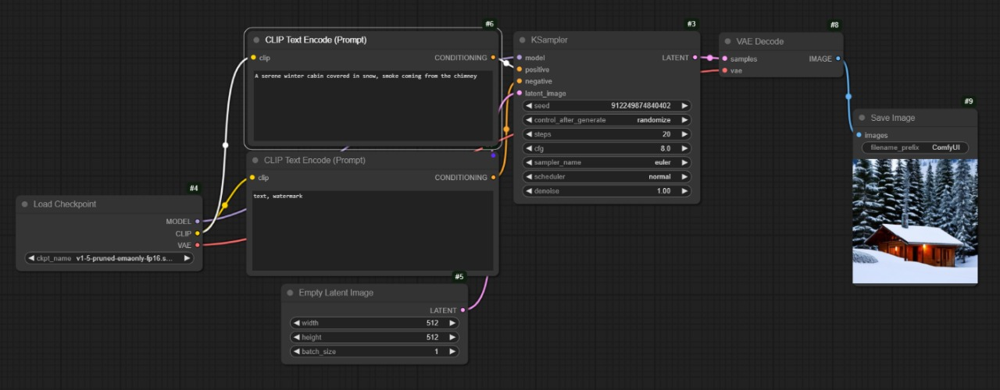 #6
CLIP Text Encode (Prompt)
clip CONDITIONING
A serene winter cabin covered in snow, smoke coming from the chimney
CLIP Text Encode (Prompt)
clip CONDITIONING
text, watermark
#4
Load Checkpoint
MODEL
CLIP
VAE
ckpt_name v1-5-pruned-emaonly-fp16.s...
#5
Empty Latent Image
LATENT
width 512
height 512
batch_size 1
#3
KSampler
model LATENT
positive
negative
latent_image
seed 912249874840402
control_after_generate randomize
steps 20
cfg 8.0
sampler_name euler
scheduler normal
denoise 1.00
#8
VAE Decode
samples IMAGE
vae
#9
Save Image
images
filename_prefix ComfyUI